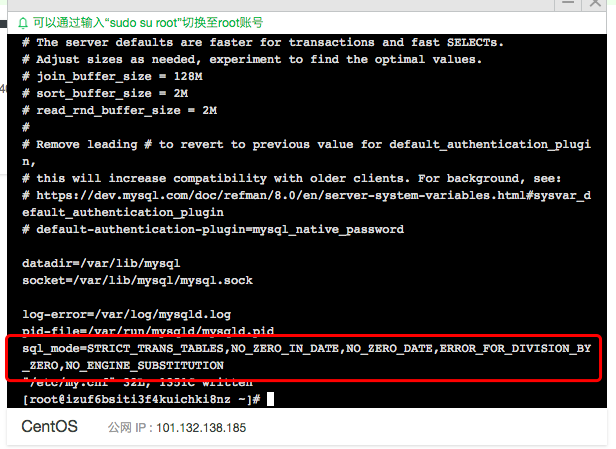 可以通过输入“sudo su root”切换至root账号
# The server defaults are faster for transactions and fast SELECTs.
# Adjust sizes as needed, experiment to find the optimal values.
# join_buffer_size = 128M
# sort_buffer_size = 2M
# read_rnd_buffer_size = 2M
#
# Remove leading # to revert to previous value for default_authentication_plugi
n,
# this will increase compatibility with older clients. For background, see:
# https://dev.mysql.com/doc/refman/8.0/en/server-system-variables.html#sysvar_d
efault_authentication_plugin
# default-authentication-plugin=mysql_native_password
datadir=/var/lib/mysql
socket=/var/lib/mysql/mysql.sock
log-error=/var/log/mysqld.log
pid-file=/var/run/mysqld/mysqld.pid
sql_mode=STRICT_TRANS_TABLES,NO_ZERO_IN_DATE,NO_ZERO_DATE,ERROR_FOR_DIVISION_BY
_ZERO,NO_ENGINE_SUBSTITUTION
"/etc/my.cnf" 32L, 1351C written
[root@izuf6bsiti3f4kuichki8nz ~]#
CentOS 公网 IP : 101.132.138.185